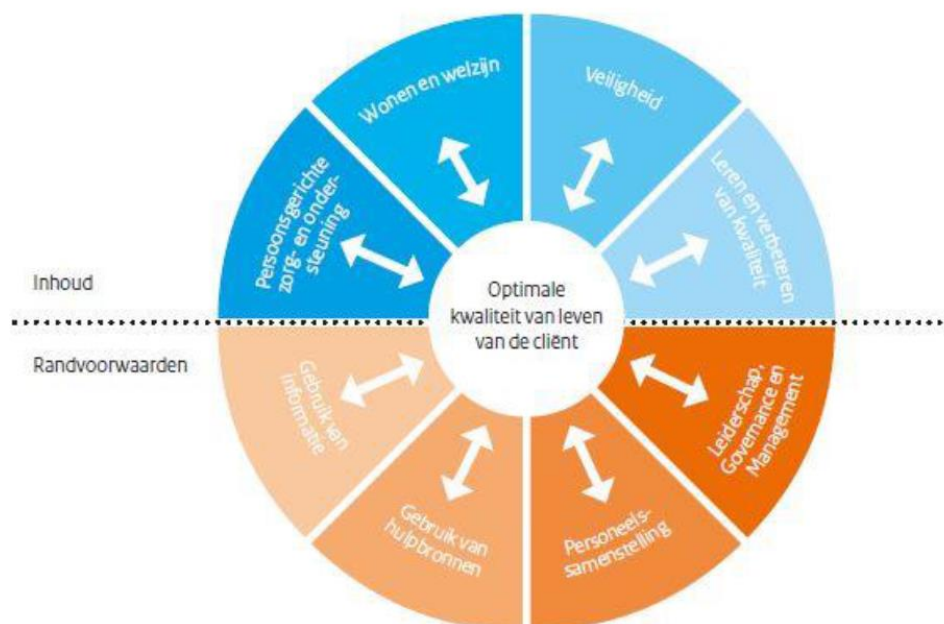 Wonen en welzijn
Veiligheid
Persoonsgerichte
zorg- en onder-
steuning
Leren en verbeteren
van kwaliteit
Inhoud
Optimale
kwaliteit van leven
van de cliënt
Randvoorwaarden
Gebruik van
informatie
Leiderschap,
Governance en
Management
Gebruik van
hulpbronnen
Personeels-
samenstelling